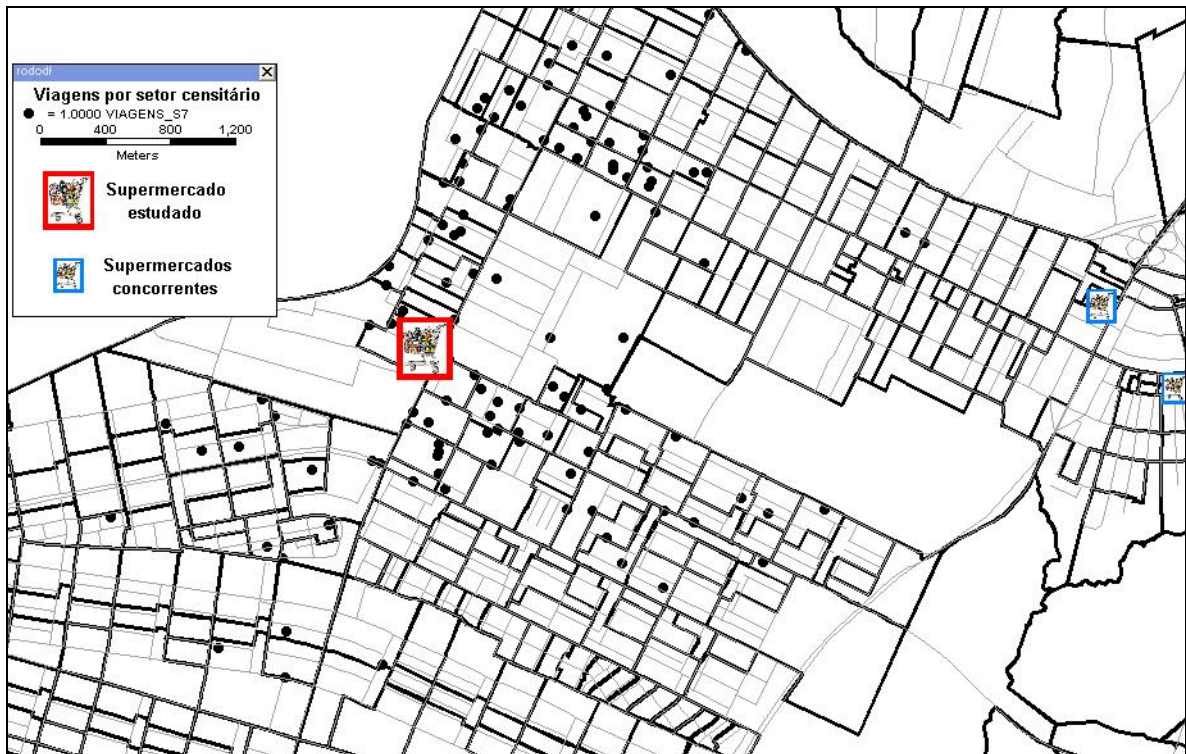 rododf
Viagens por setor censitário
= 1.0000 VIAGENS_S7
0 400 800 1,200
Meters
Supermercado
estudado
Supermercados
concorrentes